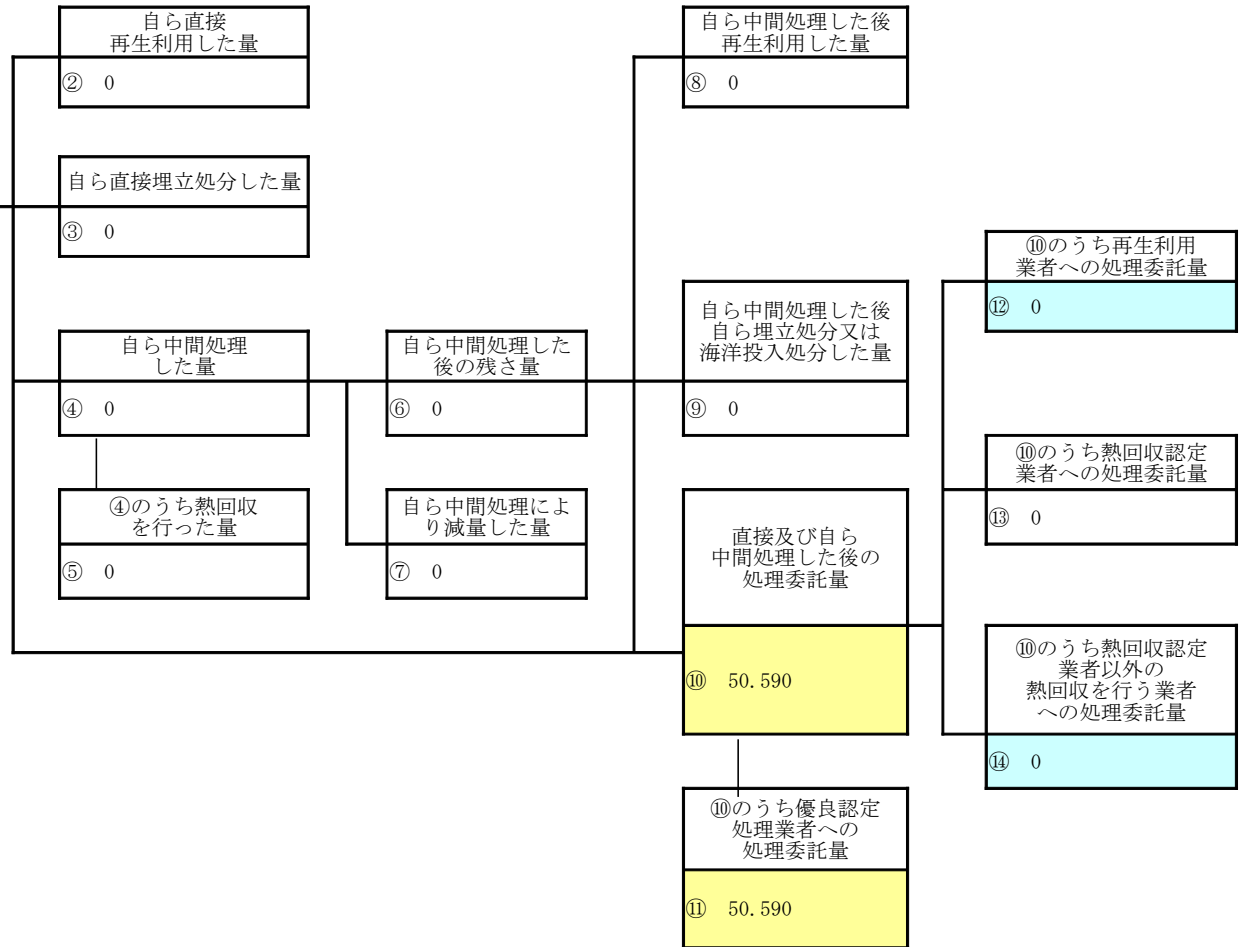 自ら直接
再生利用した量
② 0
自ら直接埋立処分した量
③ 0
自ら中間処理
した量
④ 0
④のうち熱回収
を行った量
⑤ 0
自ら中間処理した
後の残さ量
⑥ 0
自ら中間処理によ
り減量した量
⑦ 0
自ら中間処理した後
再生利用した量
⑧ 0
自ら中間処理した後
自ら埋立処分又は
海洋投入処分した量
⑨ 0
直接及び自ら
中間処理した後の
処理委託量
⑩ 50.590
⑩のうち優良認定
処理業者への
処理委託量
⑪ 50.590
⑩のうち再生利用
業者への処理委託量
⑫ 0
⑩のうち熱回収認定
業者への処理委託量
⑬ 0
⑩のうち熱回収認定
業者以外の
熱回収を行う業者
への処理委託量
⑭ 0